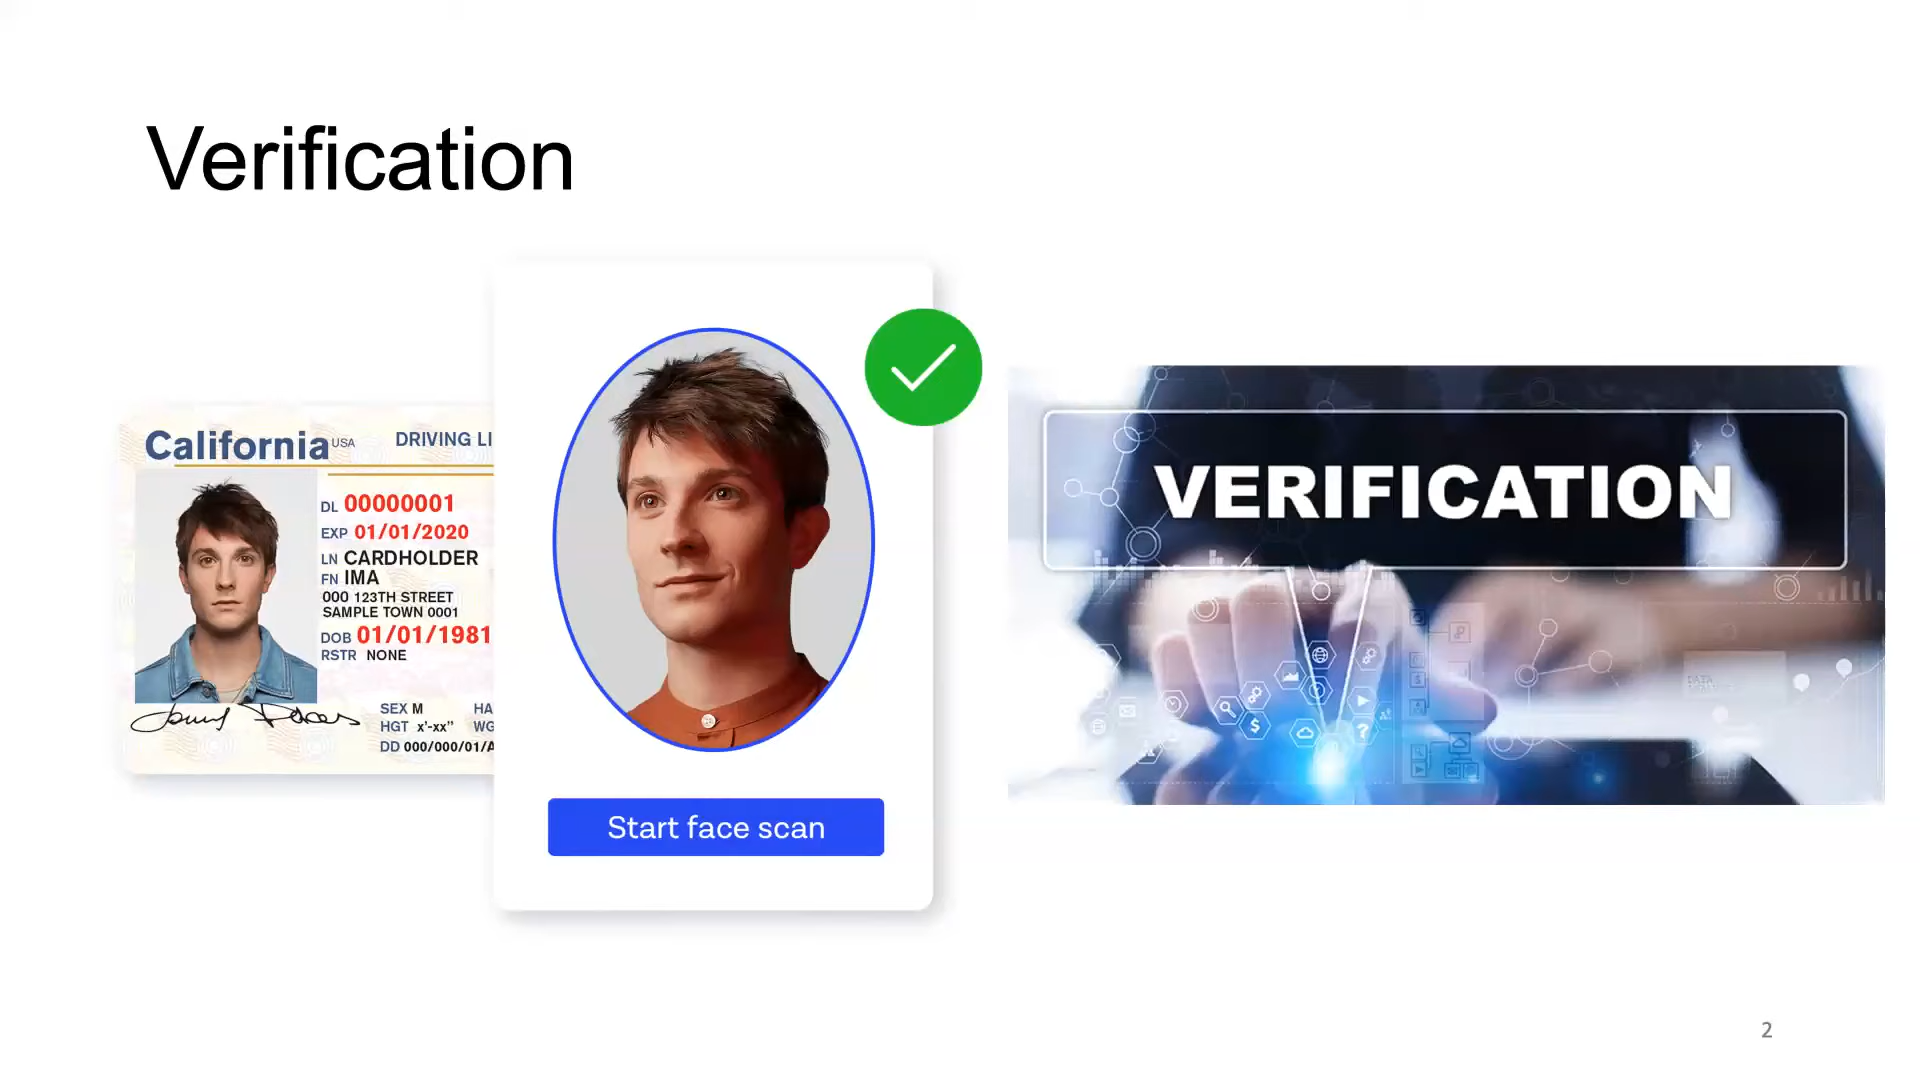 Verification
California USA DRIVING LI
DL 00000001
EXP 01/01/2020
LN CARDHOLDER
FN IMA
000 123TH STREET
SAMPLE TOWN 0001
DOB 01/01/1981
RSTR NONE
SEX M HA
HGT x'-xx" WG
DD 000/000/01/A
Start face scan
VERIFICATION
2